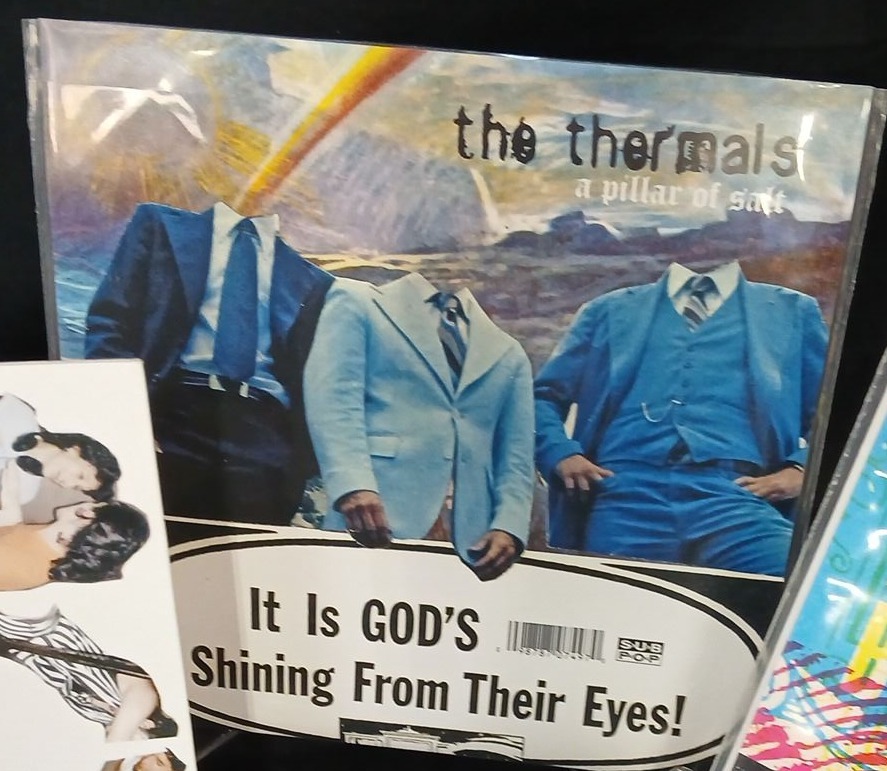 the thermals
a pillar of salt
It Is GOD'S
SUB
POP
Shining From Their Eyes!